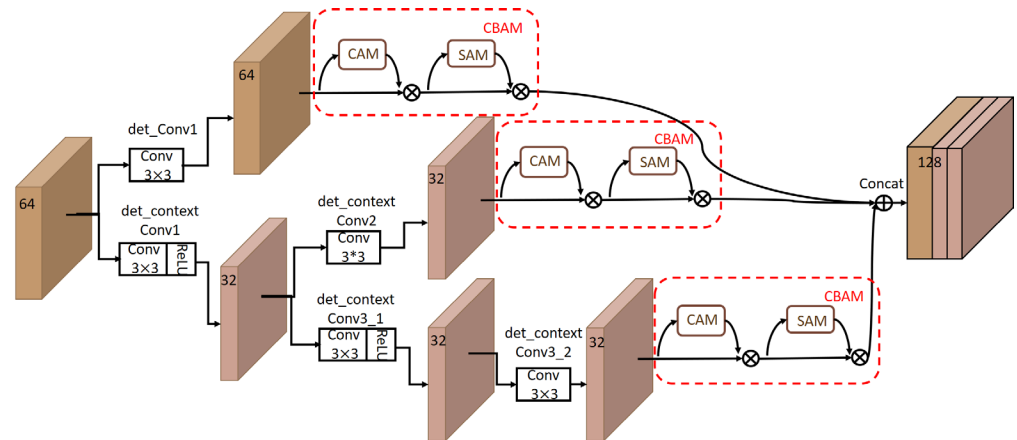 CBAM
64
CAM
SAM
det_Conv1
Conv
3×3
64
det_context
Conv1
Conv
3×3
ReLU
32
det_context
Conv2
Conv
3*3
32
CBAM
CAM
SAM
det_context
Conv3_1
Conv
3×3
ReLU
32
det_context
Conv3_2
Conv
3×3
32
CBAM
CAM
SAM
Concat
128